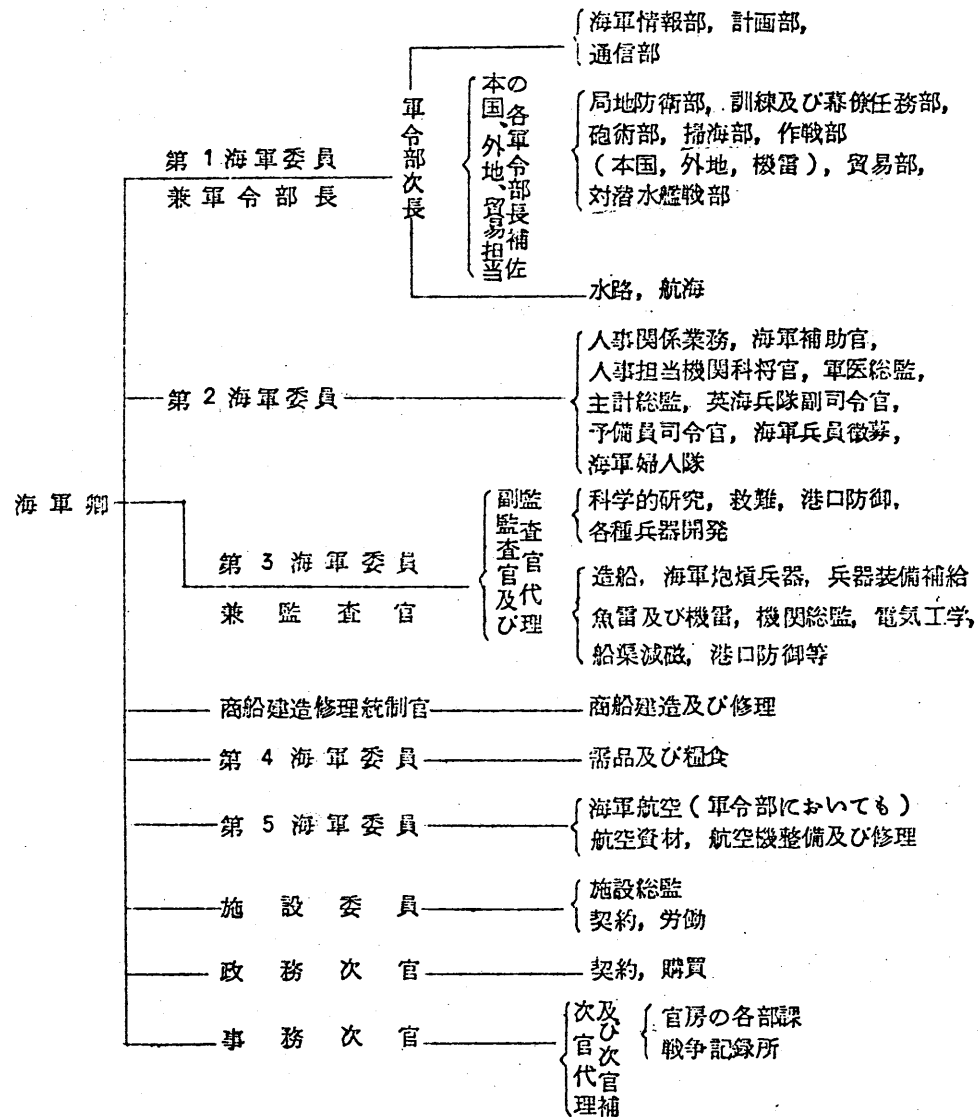 海軍情報部，計画部，
通信部
本国、外地、貿易担当
の各軍令部長補佐
軍令部次長
局地防衛部，訓練及び幕僚任務部，
砲術部，掃海部，作戦部
（本国，外地，機雷），貿易部，
対潜水艦戦部
第1海軍委員
兼軍令部長
水路，航海
人事関係業務，海軍補助官，
人事担当機関科将官，軍医総監，
第2海軍委員
主計総監，英海兵隊副司令官，
予備員司令官，海軍兵員徴募，
海軍婦人隊
海軍卿
副監査官及び
監査官代理
科学的研究，救難，港口防御，
各種兵器開発
第3海軍委員
兼監査官
造船，海軍炮熕兵器，兵器装備補給
魚雷及び機雷，機関総監，電気工学，
船渠減磁，港口防御等
商船建造修理統制官
商船建造及び修理
第4海軍委員
需品及び糧食
第5海軍委員
海軍航空（軍令部においても）
航空資材，航空機整備及び修理
施設委員
施設総監
契約，労働
政務次官
契約，購買
事務次官
次官代理
及び次官補
官房の各部課
戦争記録所